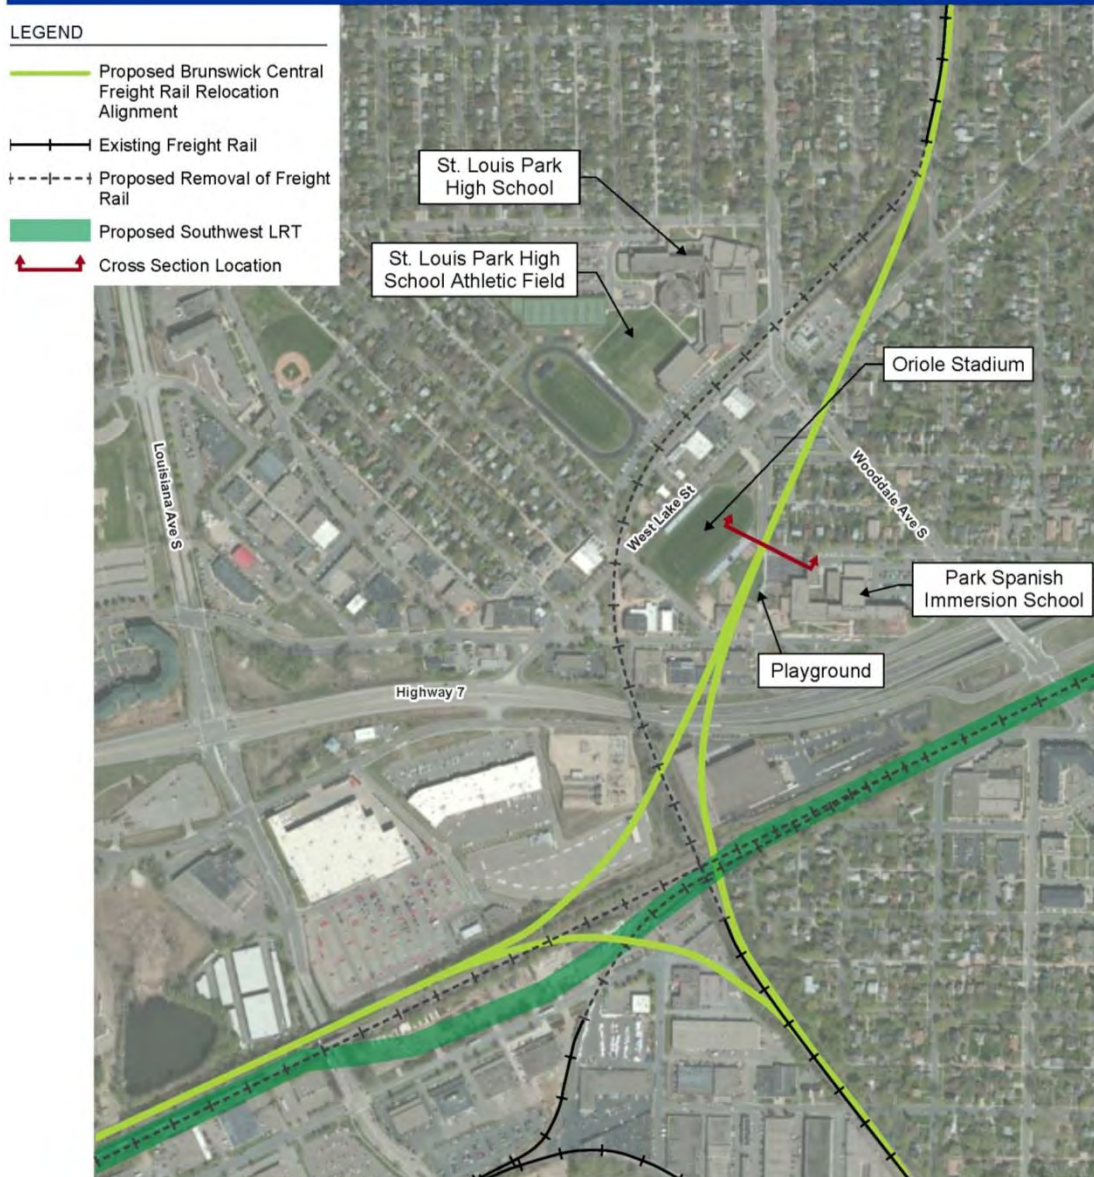 LEGEND
Proposed Brunswick Central
Freight Rail Relocation
Alignment
Existing Freight Rail
Proposed Removal of Freight
Rail
Proposed Southwest LRT
Cross Section Location
St. Louis Park
High School
St. Louis Park High
School Athletic Field
Oriole Stadium
Louisiana Ave S
West Lake St
Wooddale Ave S
Park Spanish
Immersion School
Playground
Highway 7